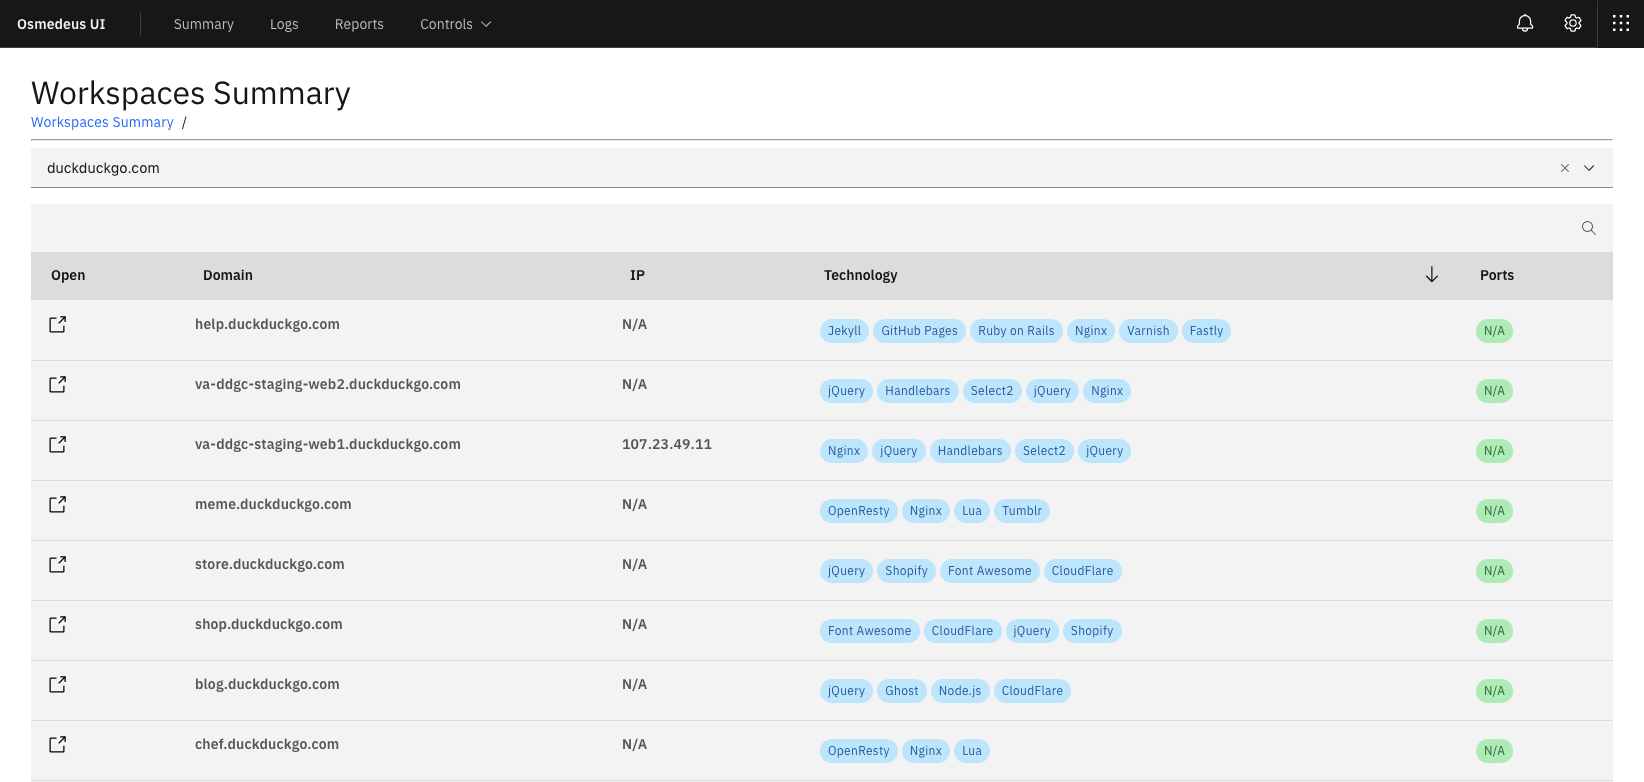 Osmedeus UI Summary Logs Reports Controls
Workspaces Summary
Workspaces Summary /
duckduckgo.com
Open Domain IP Technology Ports
help.duckduckgo.com N/A Jekyll GitHub Pages Ruby on Rails Nginx Varnish Fastly N/A
va-ddgc-staging-web2.duckduckgo.com N/A jQuery Handlebars Select2 jQuery Nginx N/A
va-ddgc-staging-web1.duckduckgo.com 107.23.49.11 Nginx jQuery Handlebars Select2 jQuery N/A
meme.duckduckgo.com N/A OpenResty Nginx Lua Tumblr N/A
store.duckduckgo.com N/A jQuery Shopify Font Awesome CloudFlare N/A
shop.duckduckgo.com N/A Font Awesome CloudFlare jQuery Shopify N/A
blog.duckduckgo.com N/A jQuery Ghost Node.js CloudFlare N/A
chef.duckduckgo.com N/A OpenResty Nginx Lua N/A